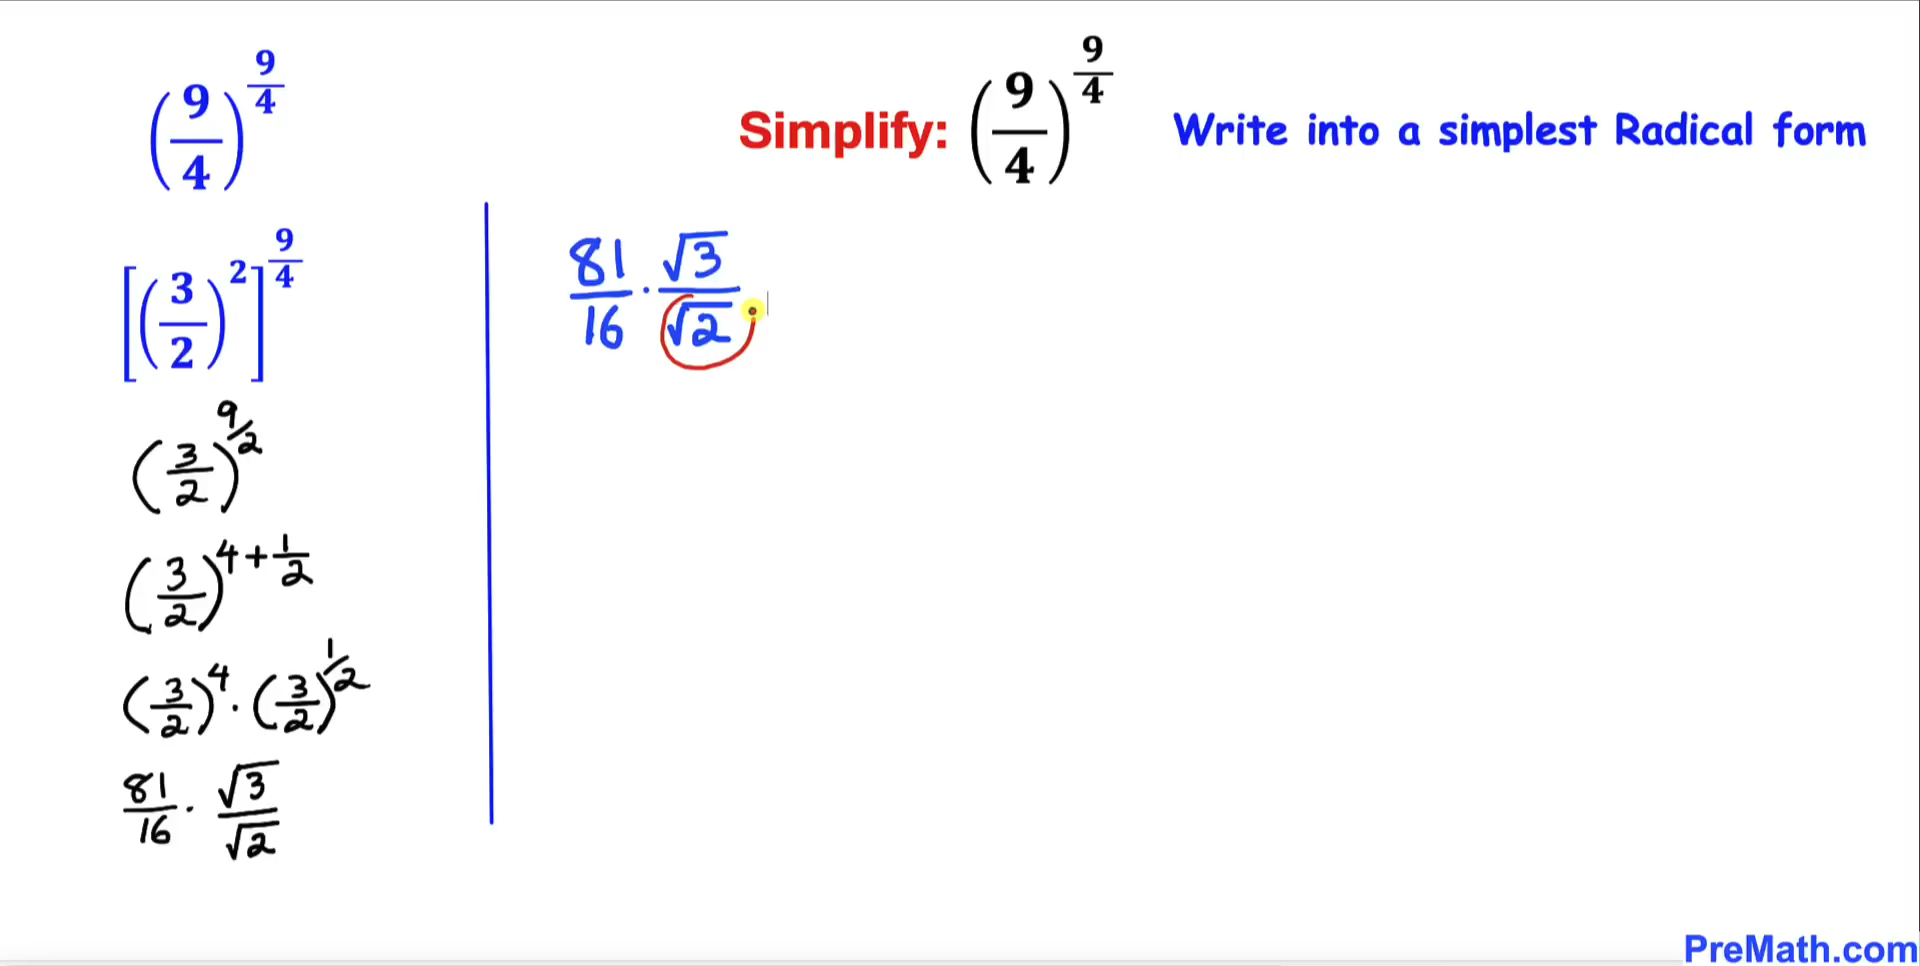 (9/4)^(9/4)
Simplify: (9/4)^(9/4) Write into a simplest Radical form
[(3/2)^2]^(9/4)
(3/2)^(9/2)
(3/2)^(4+1/2)
(3/2)^4 · (3/2)^(1/2)
81/16 · √3/√2
81/16 · √3/√2 ·
PreMath.com